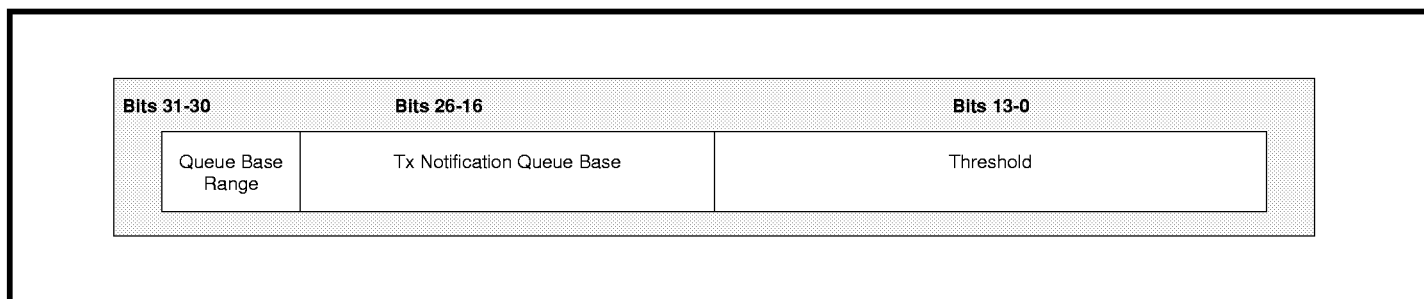 Bits 31-30 Bits 26-16 Bits 13-0
Queue Base Range Tx Notification Queue Base Threshold